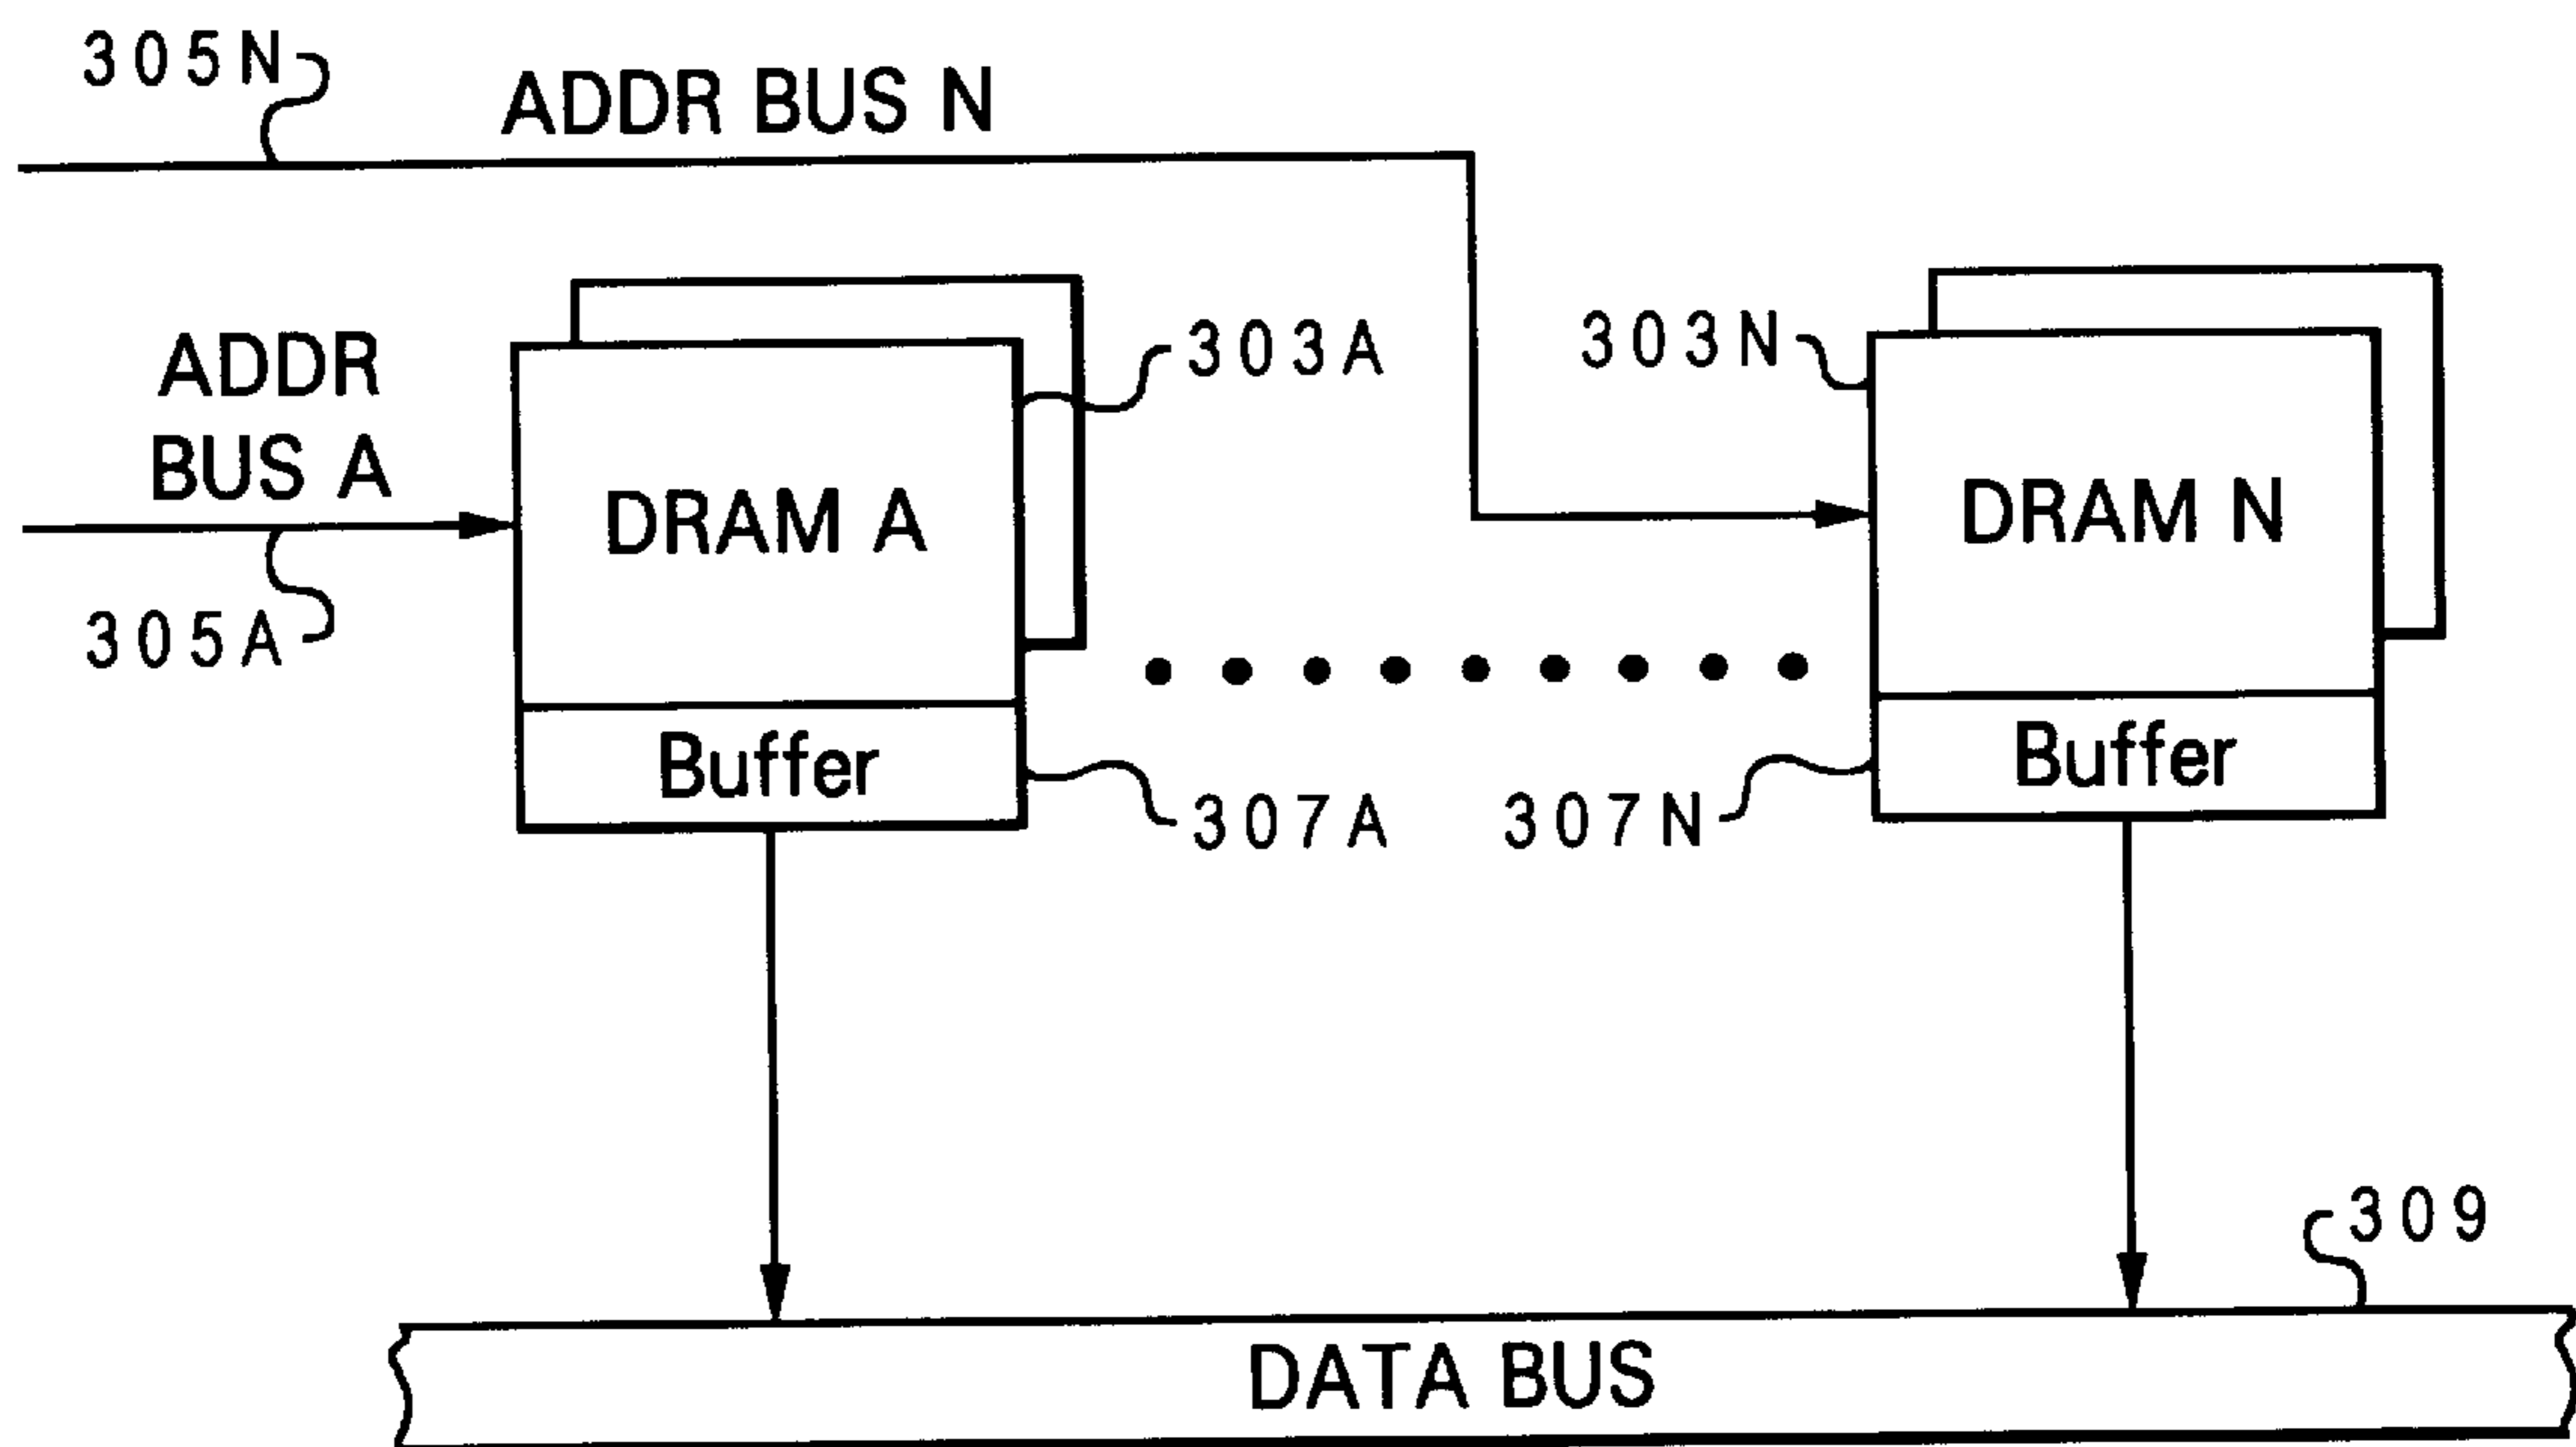 305N
ADDR BUS N
ADDR
BUS A
305A
DRAM A
303A
303N
DRAM N
Buffer
307A
307N
Buffer
309
DATA BUS